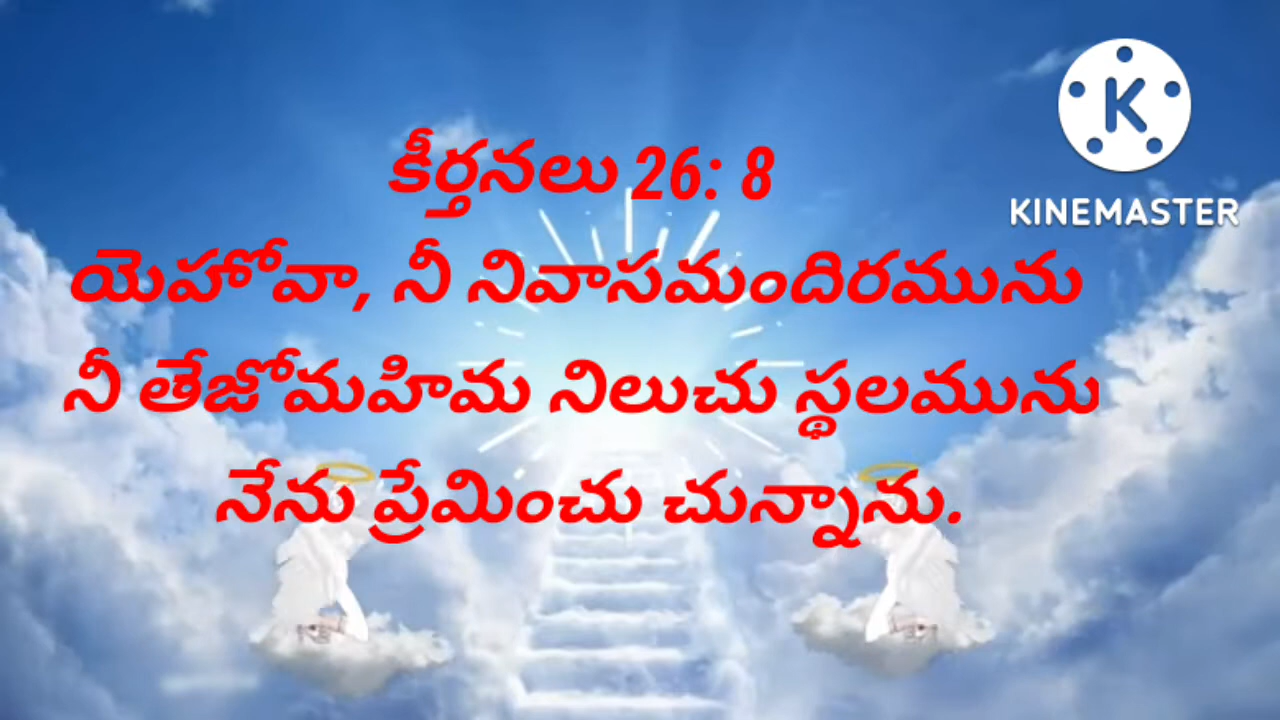 కీర్తనలు 26: 8
యెహోవా, నీ నివాసమందిరమును
నీ తేజోమహిమ నిలుచు స్థలమును
నేను ప్రేమించు చున్నాను.
KINEMASTER